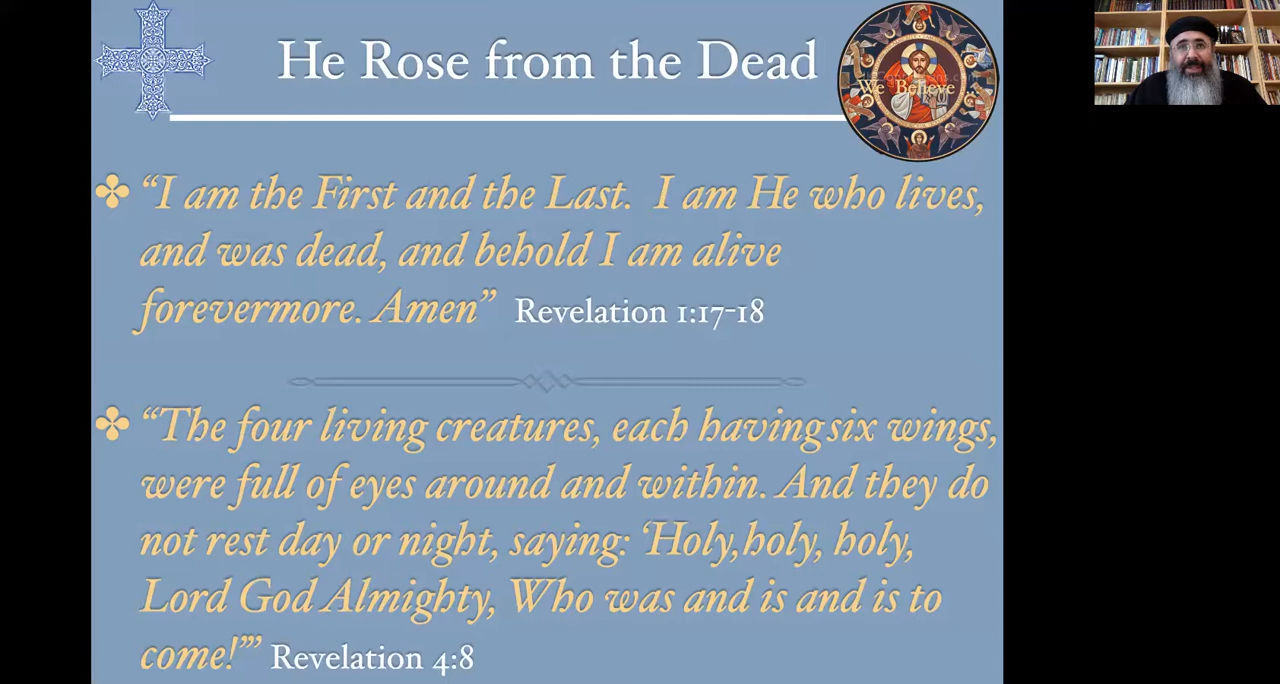 He Rose from the Dead
We Believe ...
“I am the First and the Last. I am He who lives,
and was dead, and behold I am alive
forevermore. Amen” Revelation 1:17-18
“The four living creatures, each having six wings,
were full of eyes around and within. And they do
not rest day or night, saying: ‘Holy,holy, holy,
Lord God Almighty, Who was and is and is to
come!’” Revelation 4:8